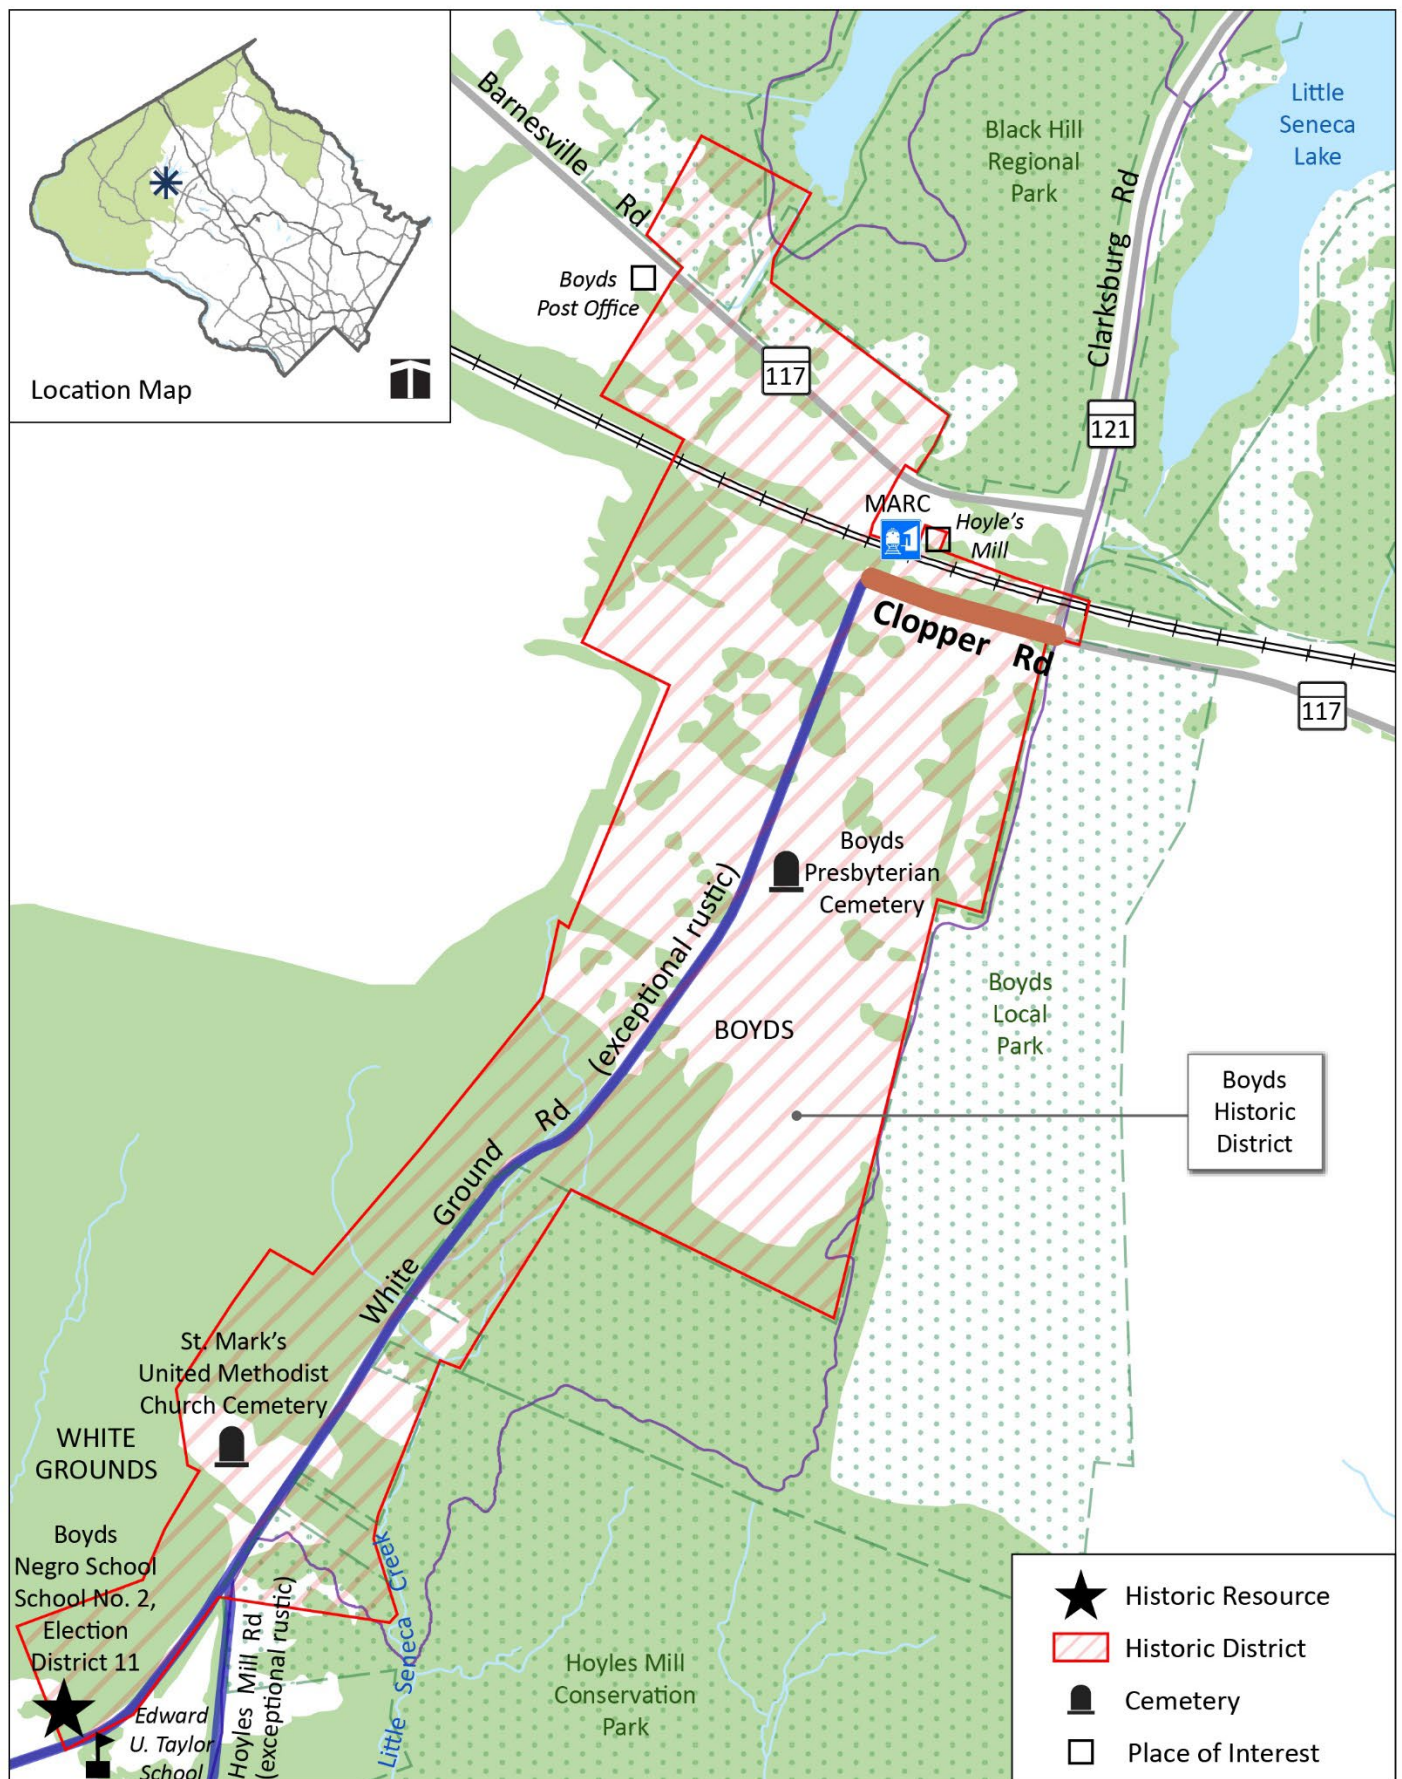 Location Map
Barnesville Rd
Boyds
Post Office
117
Black Hill
Regional
Park
Little
Seneca
Lake
Clarksburg Rd
121
MARC
Hoyle's
Mill
Clopper Rd
117
Boyds
Presbyterian
Cemetery
(exceptional rustic)
BOYDS
Boyds
Local
Park
Boyds
Historic
District
White Ground Rd
St. Mark's
United Methodist
Church Cemetery
WHITE
GROUNDS
Boyds
Negro School
School No. 2,
Election
District 11
Edward
U. Taylor
School
Hoyles Mill Rd
(exceptional rustic)
Little Seneca Creek
Hoyles Mill
Conservation
Park
Historic Resource
Historic District
Cemetery
Place of Interest